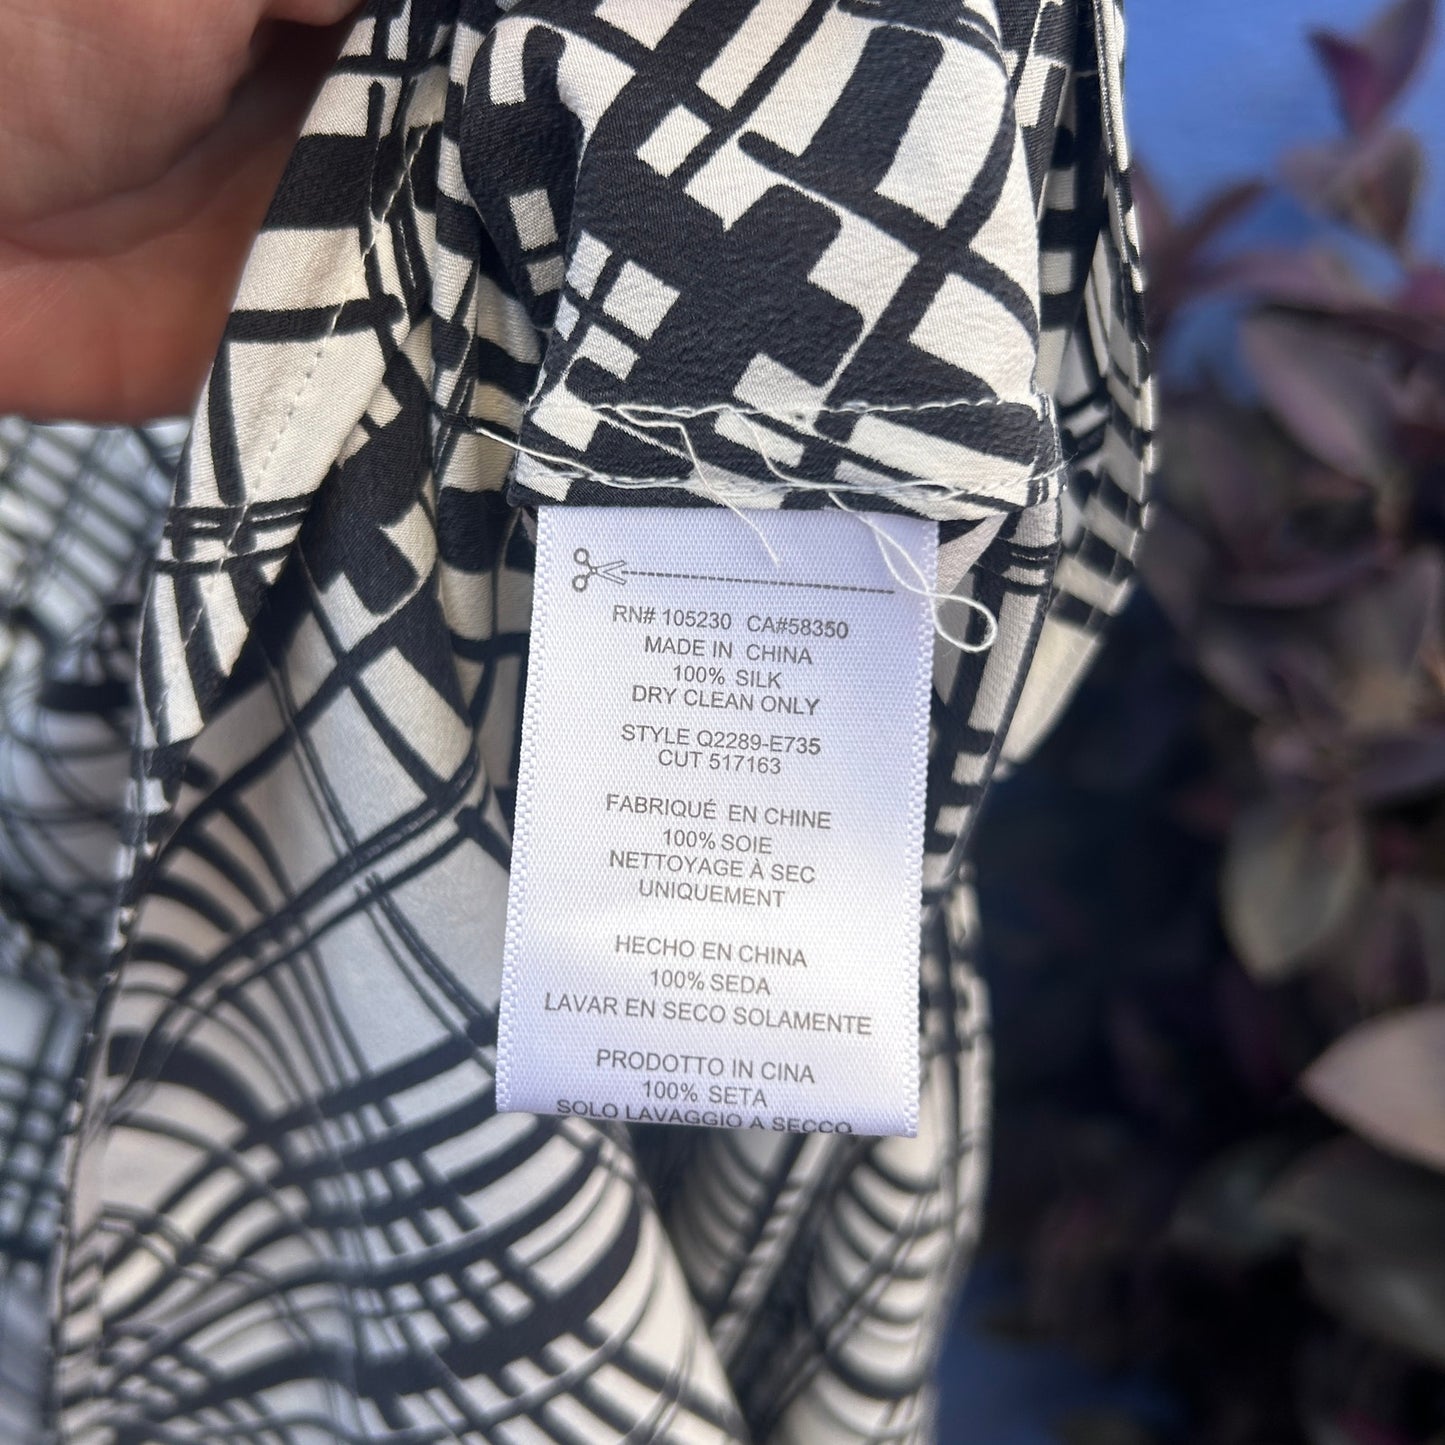 RN# 105230 CA#58350
MADE IN CHINA
100% SILK
DRY CLEAN ONLY
STYLE Q2289-E735
CUT 517163
FABRIQUÉ EN CHINE
100% SOIE
NETTOYAGE À SEC
UNIQUEMENT
HECHO EN CHINA
100% SEDA
LAVAR EN SECO SOLAMENTE
PRODOTTO IN CINA
100% SETA
SOLO LAVAGGIO A SECCO